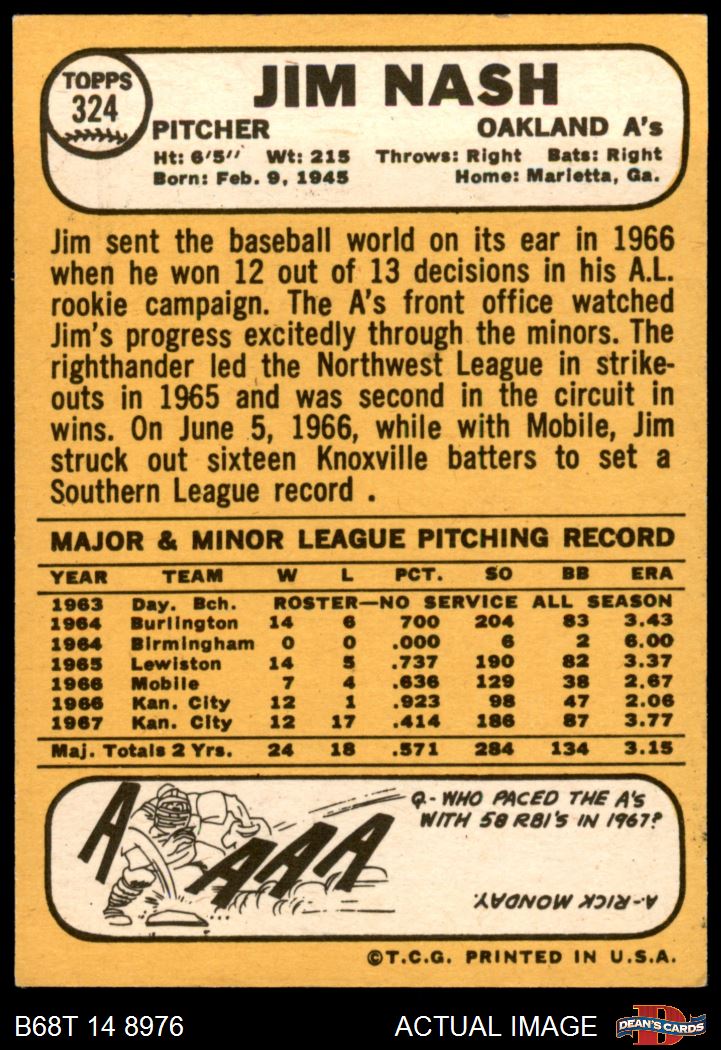 TOPPS
324
JIM NASH
PITCHER OAKLAND A's
Ht: 6'5'' Wt: 215 Throws: Right Bats: Right
Born: Feb. 9, 1945 Home: Marietta, Ga.
Jim sent the baseball world on its ear in 1966
when he won 12 out of 13 decisions in his A.L.
rookie campaign. The A's front office watched
Jim's progress excitedly through the minors. The
righthander led the Northwest League in strike-
outs in 1965 and was second in the circuit in
wins. On June 5, 1966, while with Mobile, Jim
struck out sixteen Knoxville batters to set a
Southern League record .
MAJOR & MINOR LEAGUE PITCHING RECORD
YEAR TEAM W L PCT. SO BB ERA
1963 Day. Bch. ROSTER—NO SERVICE ALL SEASON
1964 Burlington 14 6 700 204 83 3.43
1964 Birmingham 0 0 .000 6 2 6.00
1965 Lewiston 14 5 .737 190 82 3.37
1966 Mobile 7 4 .636 129 38 2.67
1966 Kan. City 12 1 .923 98 47 2.06
1967 Kan. City 12 17 .414 186 87 3.77
Maj. Totals 2 Yrs. 24 18 .571 284 134 3.15
A AAA
Q-WHO PACED THE A'S
WITH 58 RBI'S IN 1967?
A-RICK MONDAY.
©T.C.G. PRINTED IN U.S.A.
B68T 14 8976 ACTUAL IMAGE D DEAN'S CARDS